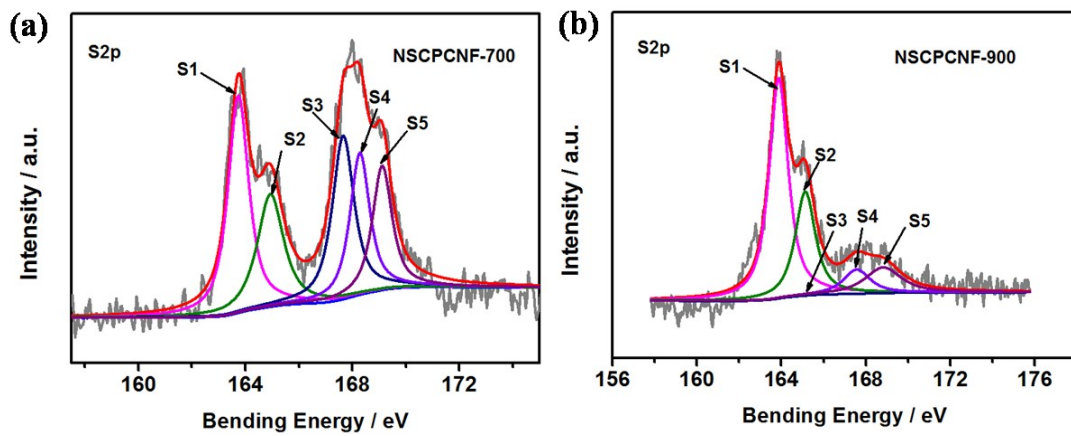 (a)
S2p
NSCPCNF-700
S1
S2
S3
S4
S5
Intensity / a.u.
160 164 168 172
Bending Energy / eV
(b)
S2p
NSCPCNF-900
S1
S2
S3
S4
S5
Intensity / a.u.
156 160 164 168 172 176
Bending Energy / eV